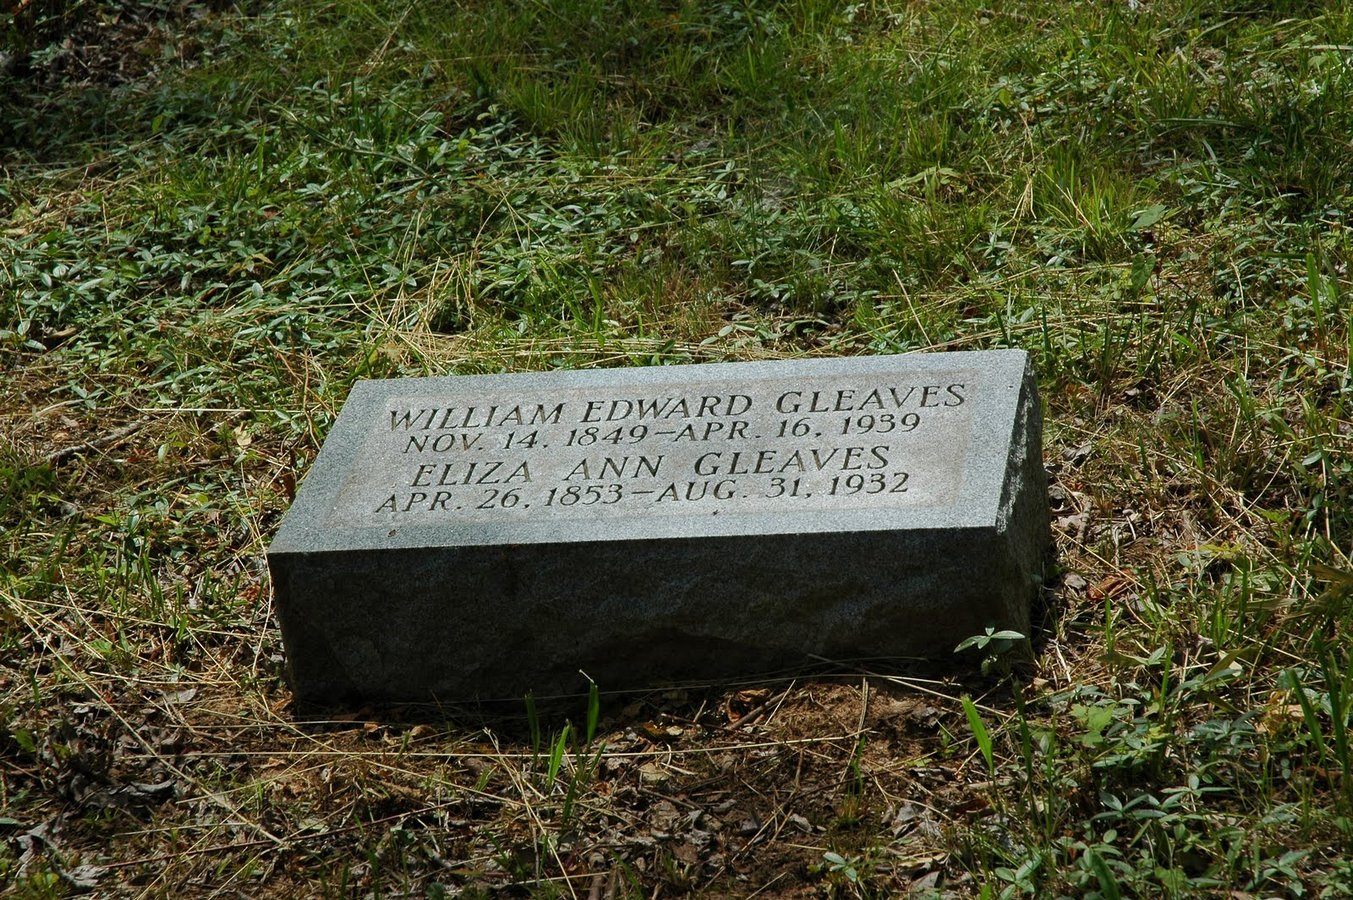 WILLIAM EDWARD GLEAVES
NOV. 14, 1849–APR. 16, 1939
ELIZA ANN GLEAVES
APR. 26, 1853–AUG. 31, 1932